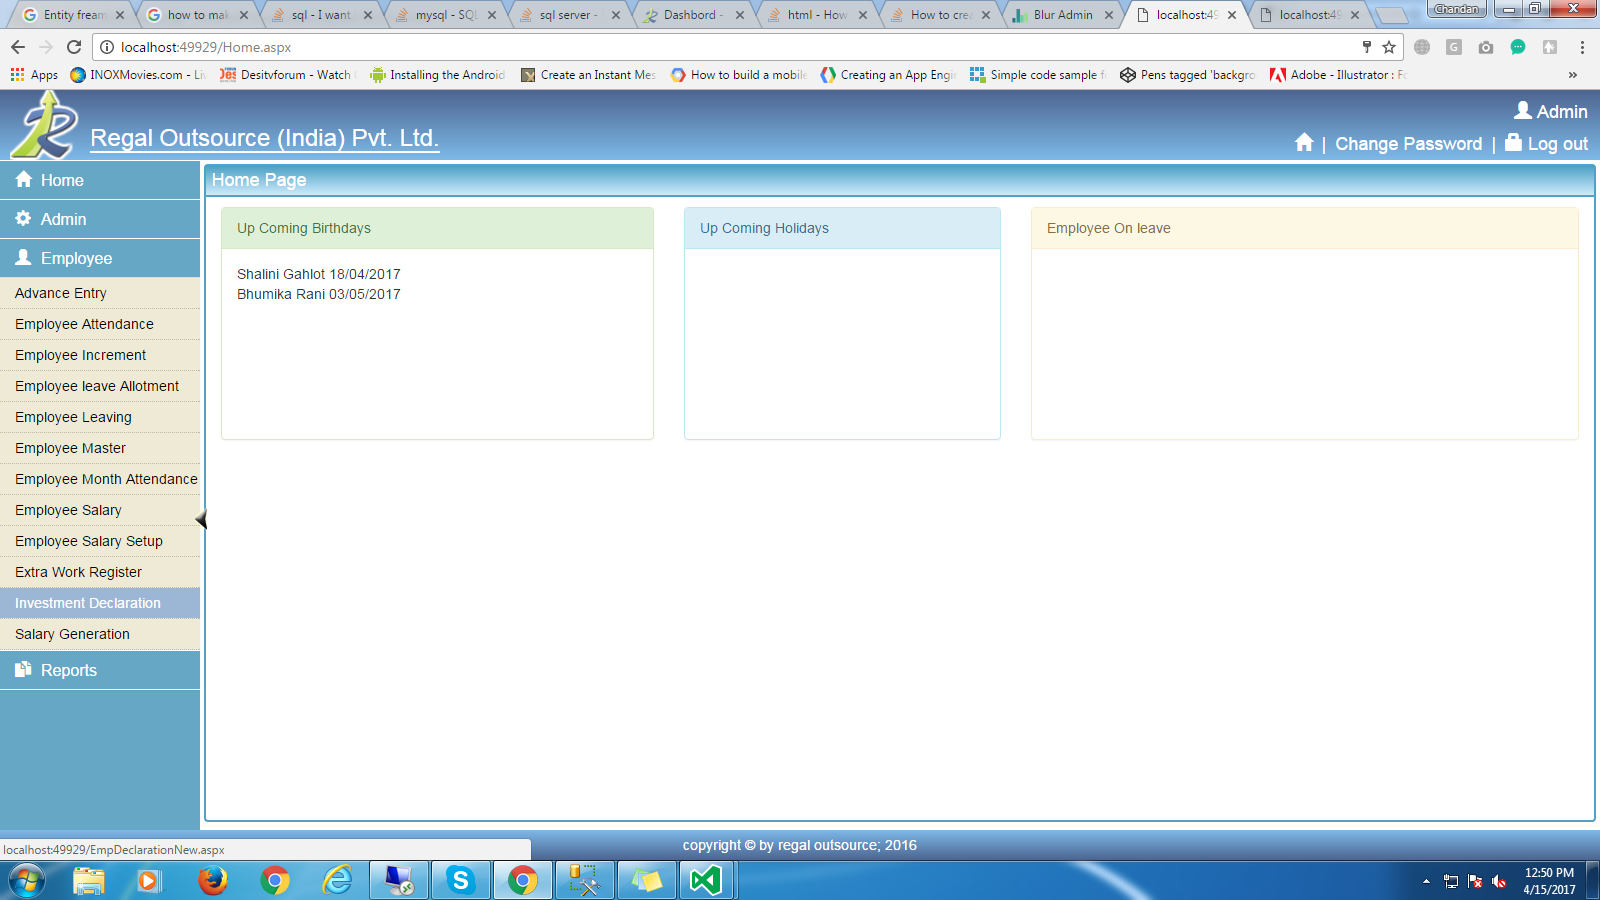 Entity fream
how to mak
sql - I want
mysql - SQL
sql server -
Dashbord -
html - How
How to crea
Blur Admin
localhost:49
localhost:49
Chandan
localhost:49929/Home.aspx
Apps
INOXMovies.com - Li
Desitvforum - Watch
Installing the Android
Create an Instant Mes
How to build a mobile
Creating an App Engi
Simple code sample f
Pens tagged 'backgro
Adobe - Illustrator : F
»
Regal Outsource (India) Pvt. Ltd.
Admin
| Change Password | Log out
Home
Admin
Employee
Advance Entry
Employee Attendance
Employee Increment
Employee leave Allotment
Employee Leaving
Employee Master
Employee Month Attendance
Employee Salary
Employee Salary Setup
Extra Work Register
Investment Declaration
Salary Generation
Reports
Home Page
Up Coming Birthdays
Shalini Gahlot 18/04/2017
Bhumika Rani 03/05/2017
Up Coming Holidays
Employee On leave
copyright © by regal outsource; 2016
localhost:49929/EmpDeclarationNew.aspx
12:50 PM
4/15/2017